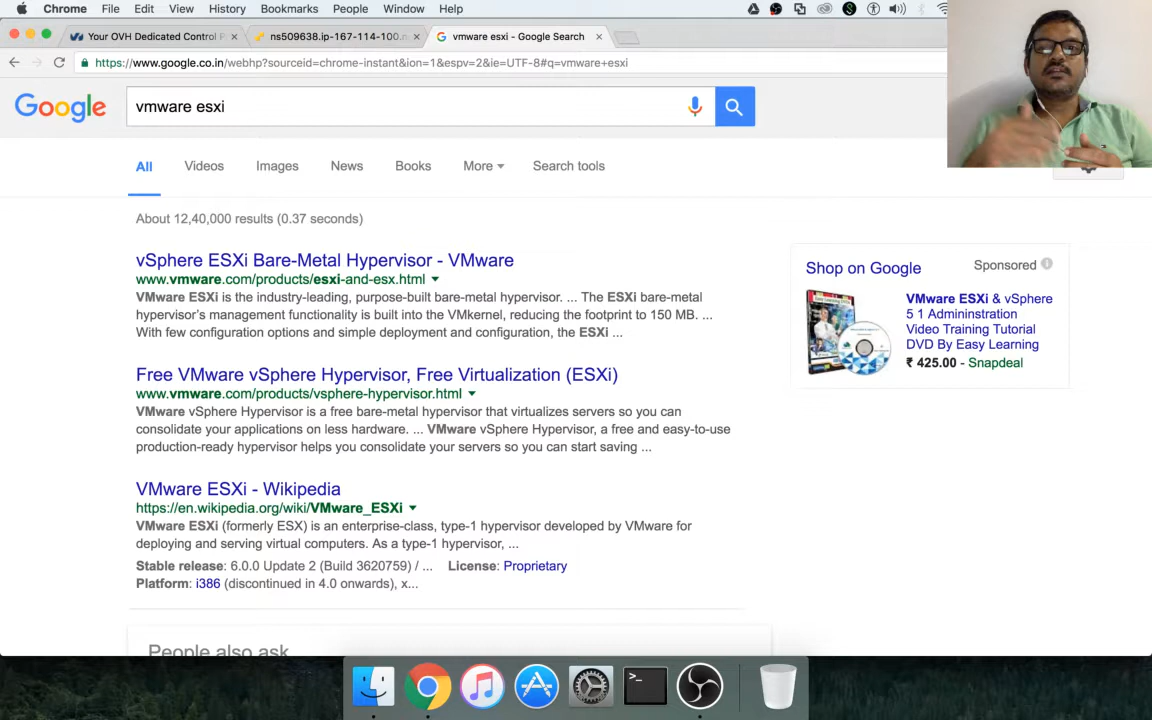 Chrome File Edit View History Bookmarks People Window Help
Your OVH Dedicated Control P
ns509638.ip-167-114-100.n
vmware esxi - Google Search
https://www.google.co.in/webhp?sourceid=chrome-instant&ion=1&espv=2&ie=UTF-8#q=vmware+esxi
Google
vmware esxi
All Videos Images News Books More Search tools
About 12,40,000 results (0.37 seconds)
vSphere ESXi Bare-Metal Hypervisor - VMware
www.vmware.com/products/esxi-and-esx.html
VMware ESXi is the industry-leading, purpose-built bare-metal hypervisor. ... The ESXi bare-metal
hypervisor's management functionality is built into the VMkernel, reducing the footprint to 150 MB. ...
With few configuration options and simple deployment and configuration, the ESXi ...
Free VMware vSphere Hypervisor, Free Virtualization (ESXi)
www.vmware.com/products/vsphere-hypervisor.html
VMware vSphere Hypervisor is a free bare-metal hypervisor that virtualizes servers so you can
consolidate your applications on less hardware. ... VMware vSphere Hypervisor, a free and easy-to-use
production-ready hypervisor helps you consolidate your servers so you can start saving ...
VMware ESXi - Wikipedia
https://en.wikipedia.org/wiki/VMware_ESXi
VMware ESXi (formerly ESX) is an enterprise-class, type-1 hypervisor developed by VMware for
deploying and serving virtual computers. As a type-1 hypervisor, ...
Stable release: 6.0.0 Update 2 (Build 3620759) / ... License: Proprietary
Platform: i386 (discontinued in 4.0 onwards), x...
People also ask
Shop on Google Sponsored
VMware ESXi & vSphere
5 1 Admininstration
Video Training Tutorial
DVD By Easy Learning
₹ 425.00 - Snapdeal